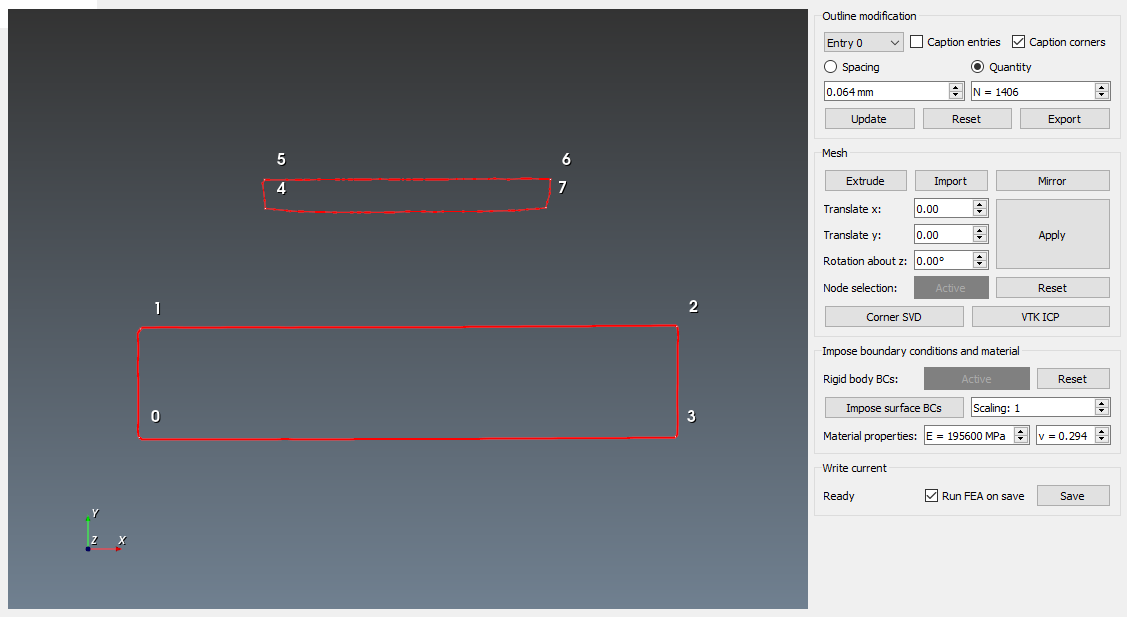 5
6
4
7
1
2
0
3
Y
Z
X
Outline modification
Entry 0
Caption entries
Caption corners
Spacing
Quantity
0.064 mm
N = 1406
Update
Reset
Export
Mesh
Extrude
Import
Mirror
Translate x:
0.00
Translate y:
0.00
Apply
Rotation about z:
0.00°
Node selection:
Active
Reset
Corner SVD
VTK ICP
Impose boundary conditions and material
Rigid body BCs:
Active
Reset
Impose surface BCs
Scaling: 1
Material properties:
E = 195600 MPa
ν = 0.294
Write current
Ready
Run FEA on save
Save